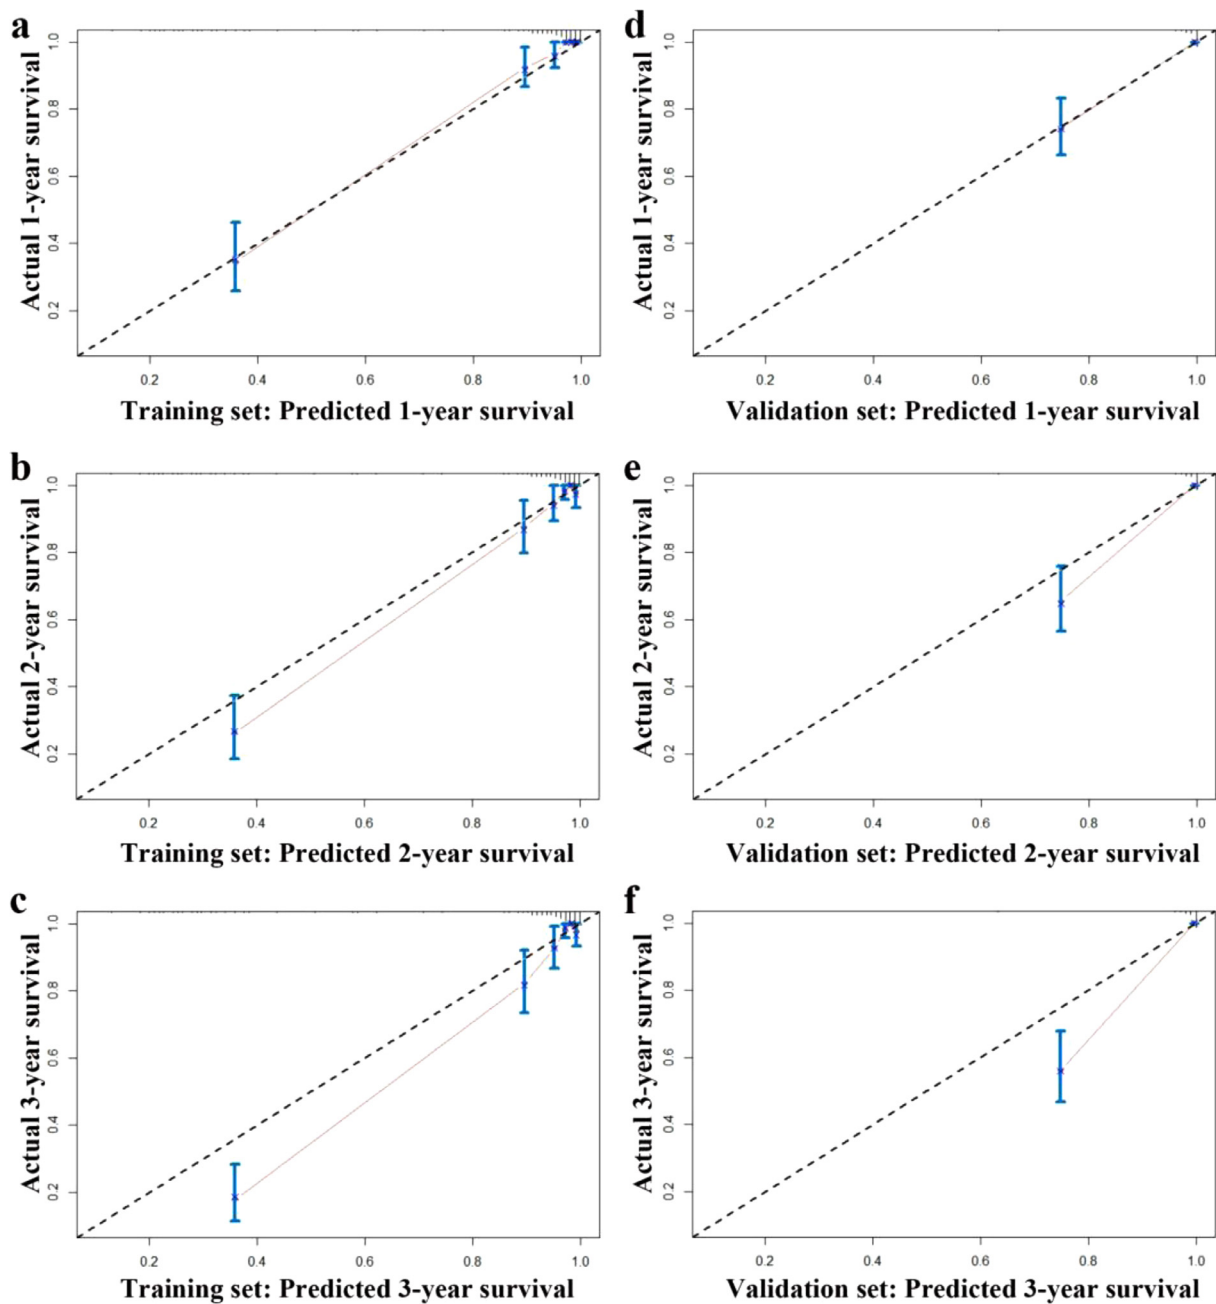 a
Actual 1-year survival
1.0
0.8
0.6
0.4
0.2
0.2 0.4 0.6 0.8 1.0
Training set: Predicted 1-year survival
d
Actual 1-year survival
1.0
0.8
0.6
0.4
0.2
0.2 0.4 0.6 0.8 1.0
Validation set: Predicted 1-year survival
b
Actual 2-year survival
1.0
0.8
0.6
0.4
0.2
0.2 0.4 0.6 0.8 1.0
Training set: Predicted 2-year survival
e
Actual 2-year survival
1.0
0.8
0.6
0.4
0.2
0.2 0.4 0.6 0.8 1.0
Validation set: Predicted 2-year survival
c
Actual 3-year survival
1.0
0.8
0.6
0.4
0.2
0.2 0.4 0.6 0.8 1.0
Training set: Predicted 3-year survival
f
Actual 3-year survival
1.0
0.8
0.6
0.4
0.2
0.2 0.4 0.6 0.8 1.0
Validation set: Predicted 3-year survival